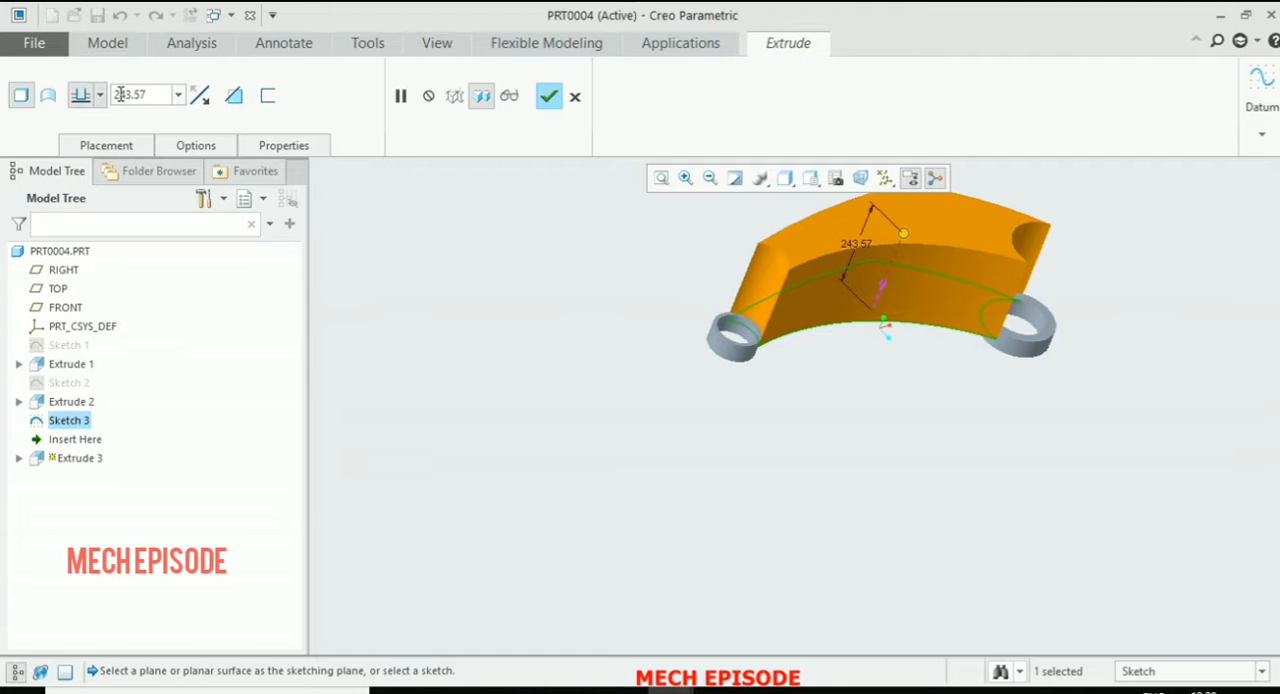 PRT0004 (Active) - Creo Parametric
File Model Analysis Annotate Tools View Flexible Modeling Applications Extrude
243.57
Datum
Placement Options Properties
Model Tree Folder Browser Favorites
Model Tree
PRT0004.PRT
RIGHT
TOP
FRONT
PRT_CSYS_DEF
Sketch 1
Extrude 1
Sketch 2
Extrude 2
Sketch 3
Insert Here
Extrude 3
243.57
MECH EPISODE
Select a plane or planar surface as the sketching plane, or select a sketch.
MECH EPISODE
1 selected
Sketch